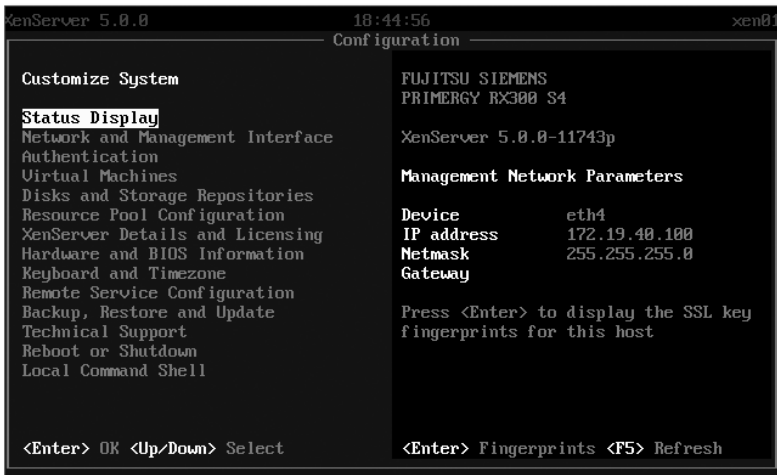 XenServer 5.0.0 18:44:56 xen01
Configuration
Customize System
Status Display
Network and Management Interface
Authentication
Virtual Machines
Disks and Storage Repositories
Resource Pool Configuration
XenServer Details and Licensing
Hardware and BIOS Information
Keyboard and Timezone
Remote Service Configuration
Backup, Restore and Update
Technical Support
Reboot or Shutdown
Local Command Shell
<Enter> OK <Up/Down> Select
FUJITSU SIEMENS
PRIMERGY RX300 S4
XenServer 5.0.0-11743p
Management Network Parameters
Device eth4
IP address 172.19.40.100
Netmask 255.255.255.0
Gateway
Press <Enter> to display the SSL key
fingerprints for this host
<Enter> Fingerprints <F5> Refresh